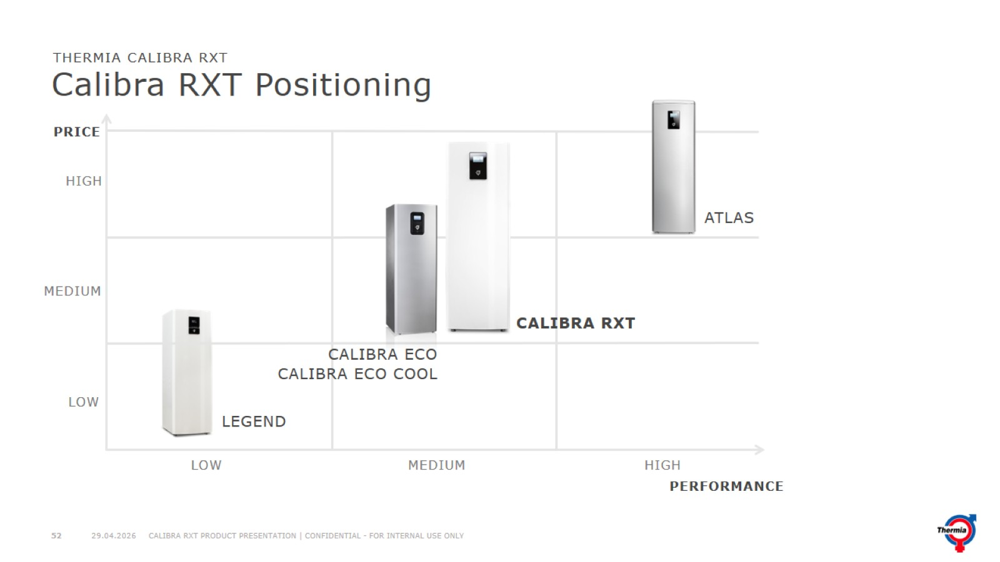 THERMIA CALIBRA RXT
Calibra RXT Positioning
PRICE
HIGH
ATLAS
MEDIUM
CALIBRA RXT
CALIBRA ECO
CALIBRA ECO COOL
LOW
LEGEND
LOW
MEDIUM
HIGH
PERFORMANCE
52
29.04.2026
CALIBRA RXT PRODUCT PRESENTATION | CONFIDENTIAL - FOR INTERNAL USE ONLY
Thermia